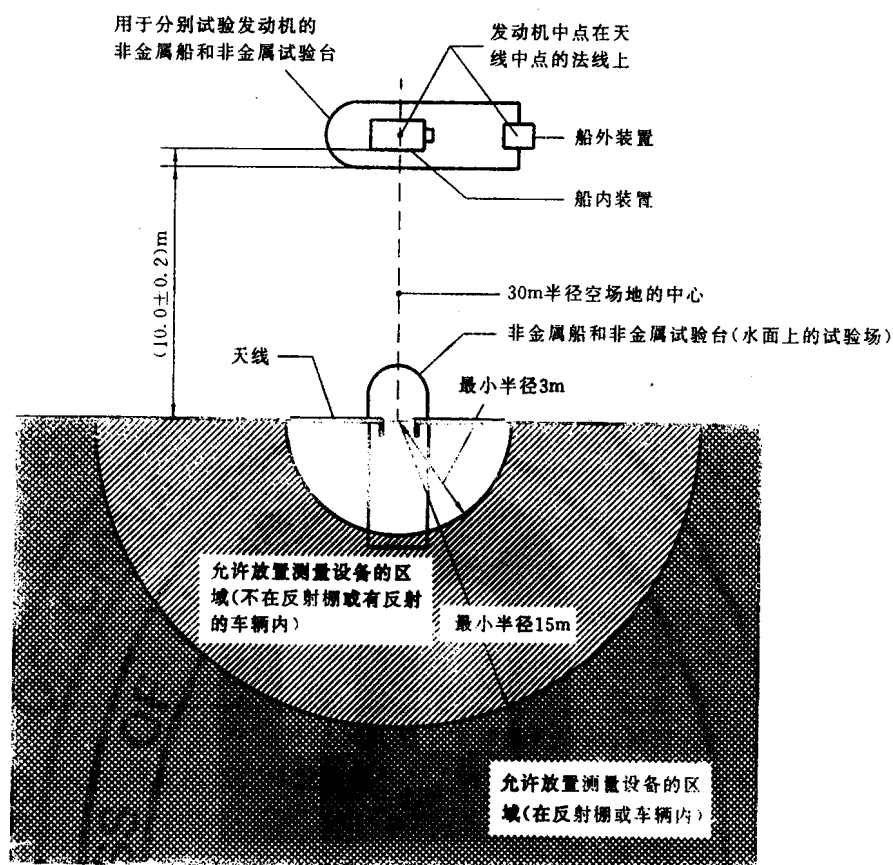 用于分别试验发动机的
非金属船和非金属试验台
发动机中点在天
线中点的法线上
船外装置
船内装置
(10.0±0.2)m
30m半径空场地的中心
非金属船和非金属试验台(水面上的试验场)
天线
最小半径3m
允许放置测量设备的区
域(不在反射棚或有反射
的车辆内)
最小半径15m
允许放置测量设备的区
域(在反射棚或车辆内)